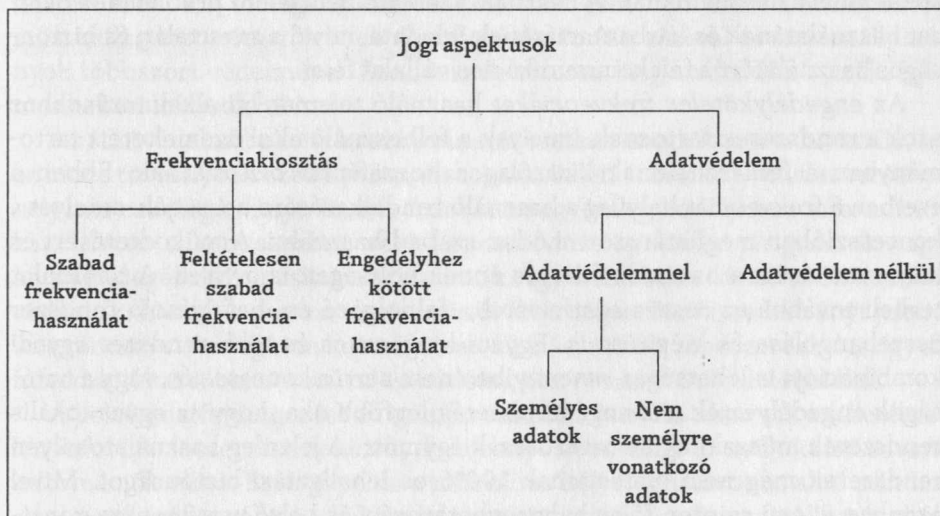 Jogi aspektusok
Frekvenciakiosztás
Adatvédelem
Szabad
frekvencia-
használat
Feltételesen
szabad
frekvencia-
használat
Engedélyhez
kötött
frekvencia-
használat
Adatvédelemmel
Adatvédelem nélkül
Személyes
adatok
Nem
személyre
vonatkozó
adatok